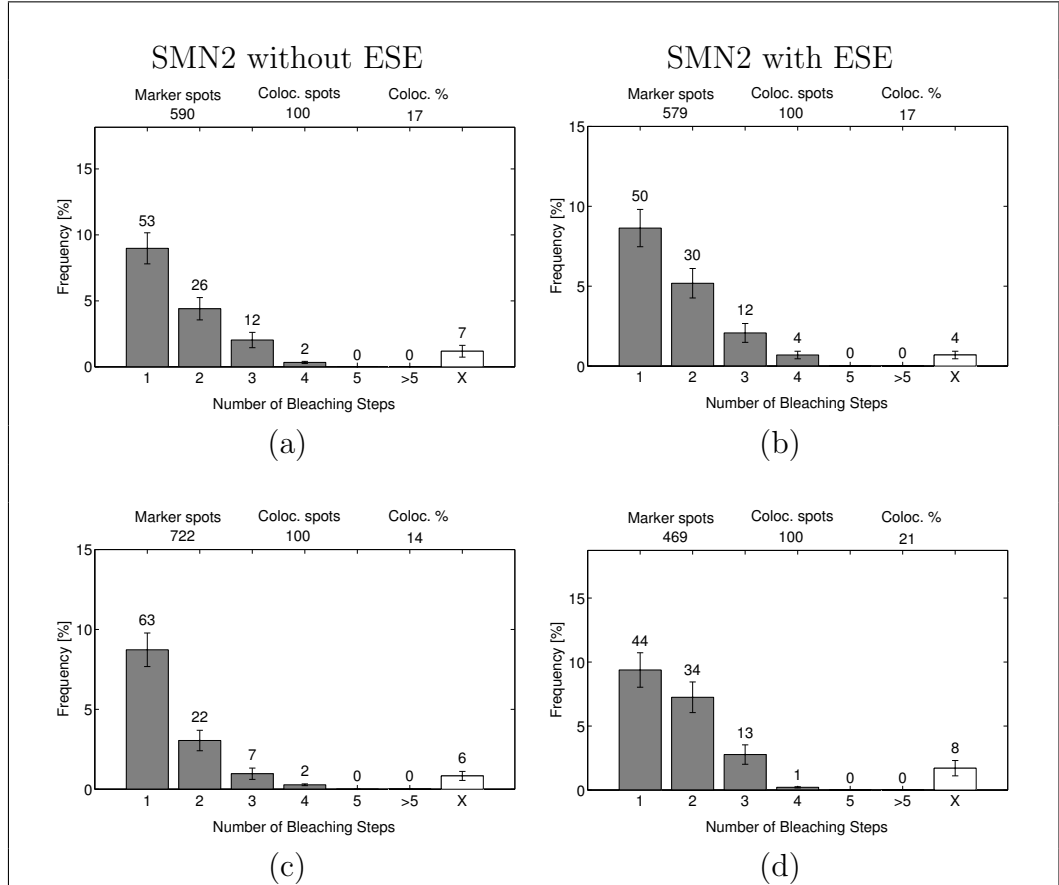 SMN2 without ESE
SMN2 with ESE
Marker spots Coloc. spots Coloc. %
590 100 17
15
10
5
0
Frequency [%]
53
26
12
2
0
0
7
1 2 3 4 5 >5 X
Number of Bleaching Steps
(a)
Marker spots Coloc. spots Coloc. %
579 100 17
15
10
5
0
Frequency [%]
50
30
12
4
0
0
4
1 2 3 4 5 >5 X
Number of Bleaching Steps
(b)
Marker spots Coloc. spots Coloc. %
722 100 14
15
10
5
0
Frequency [%]
63
22
7
2
0
0
6
1 2 3 4 5 >5 X
Number of Bleaching Steps
(c)
Marker spots Coloc. spots Coloc. %
469 100 21
15
10
5
0
Frequency [%]
44
34
13
1
0
0
8
1 2 3 4 5 >5 X
Number of Bleaching Steps
(d)